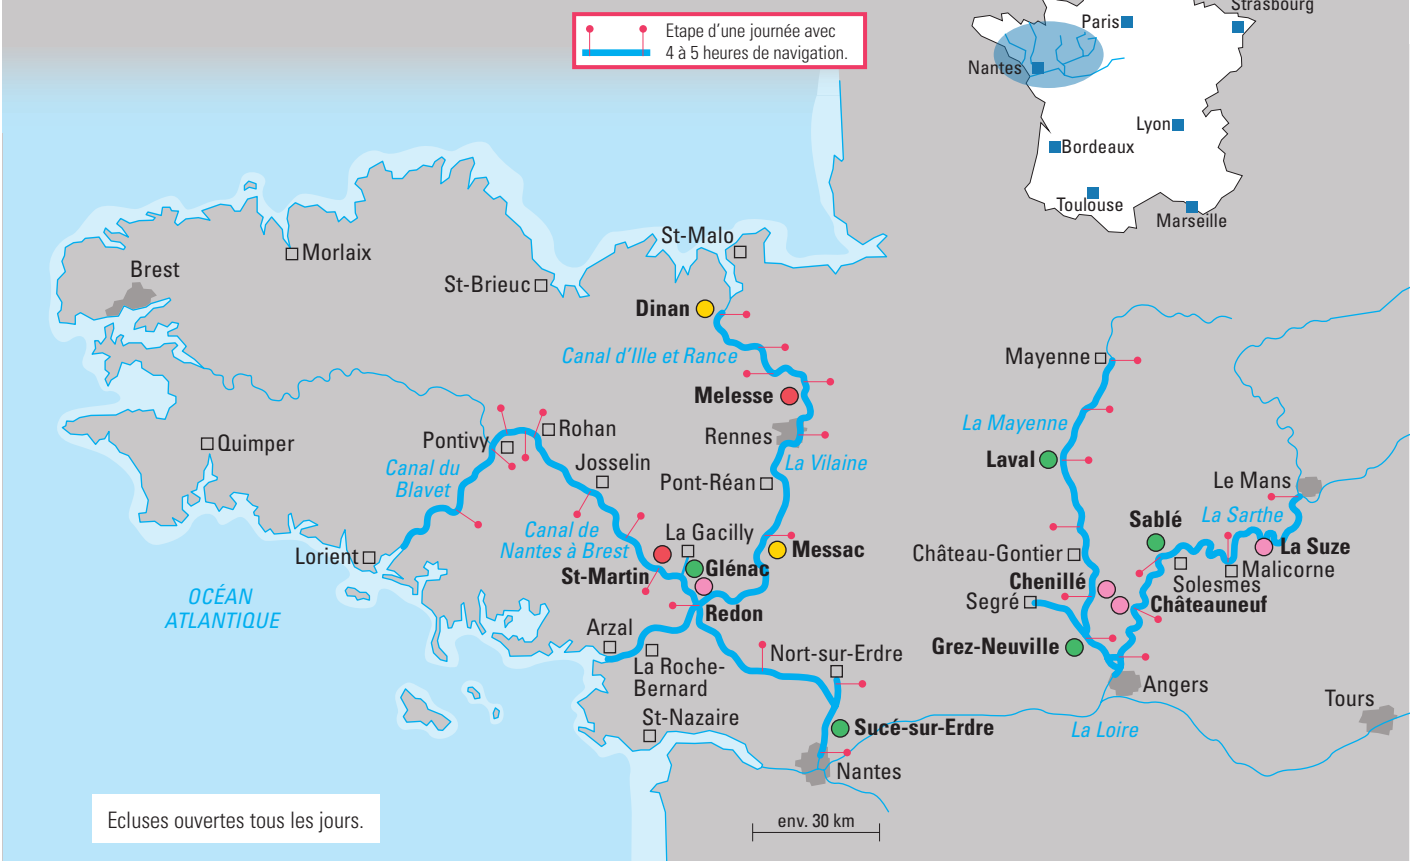 Etape d'une journée avec
4 à 5 heures de navigation.
Strasbourg
Paris
Nantes
Lyon
Bordeaux
Toulouse
Marseille
St-Malo
Morlaix
Brest
St-Brieuc
Dinan
Canal d'Ille et Rance
Mayenne
Melesse
La Mayenne
Rohan
Rennes
Quimper
Pontivy
Josselin
La Vilaine
Laval
Canal du
Blavet
Pont-Réan
Le Mans
La Sarthe
Sablé
Canal de
Nantes à Brest
La Gacilly
Messac
La Suze
Lorient
Château-Gontier
Glénac
St-Martin
Malicorne
Solesmes
Chenillé
OCÉAN
ATLANTIQUE
Segré
Châteauneuf
Redon
Arzal
Grez-Neuville
Nort-sur-Erdre
La Roche-
Bernard
Angers
Tours
St-Nazaire
Sucé-sur-Erdre
La Loire
Nantes
Ecluses ouvertes tous les jours.
env. 30 km